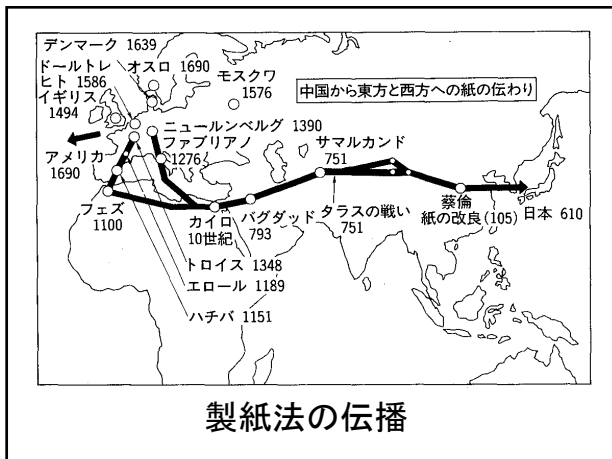 デンマーク 1639
ドールトレ
ヒト 1586
オスロ 1690
モスクワ
1576
イギリス
1494
中国から東方と西方への紙の伝わり
ニュールンベルグ 1390
ファブリアノ
1276
サマルカンド
751
アメリカ
1690
フェズ
1100
カイロ
10世紀
バグダッド
793
タラスの戦い
751
蔡倫
紙の改良(105)
日本 610
トロイス 1348
エロール 1189
ハチバ 1151
製紙法の伝播